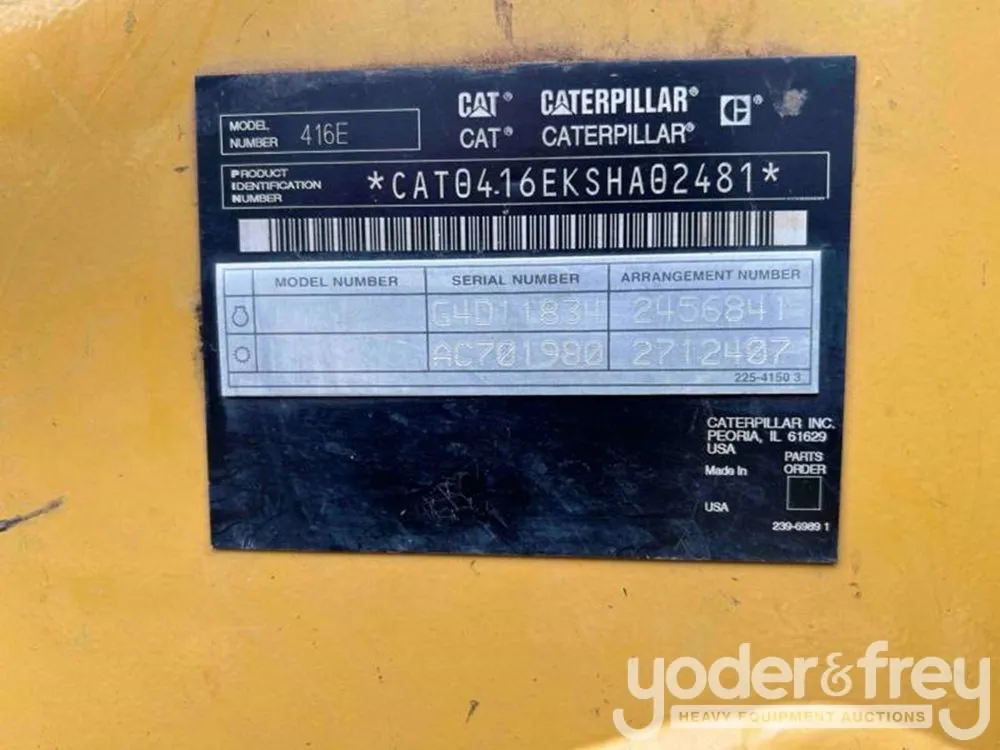 CAT® CATERPILLAR® C®
CAT® CATERPILLAR®
MODEL NUMBER 416E
PRODUCT IDENTIFICATION NUMBER *CAT0416EKSHA02481*
MODEL NUMBER SERIAL NUMBER ARRANGEMENT NUMBER
G4D11834 2456841
AC701980 2712407
225-4150 3
CATERPILLAR INC.
PEORIA, IL 61629
USA
Made In
USA
PARTS
ORDER
239-6989 1
yoder&frey
HEAVY EQUIPMENT AUCTIONS